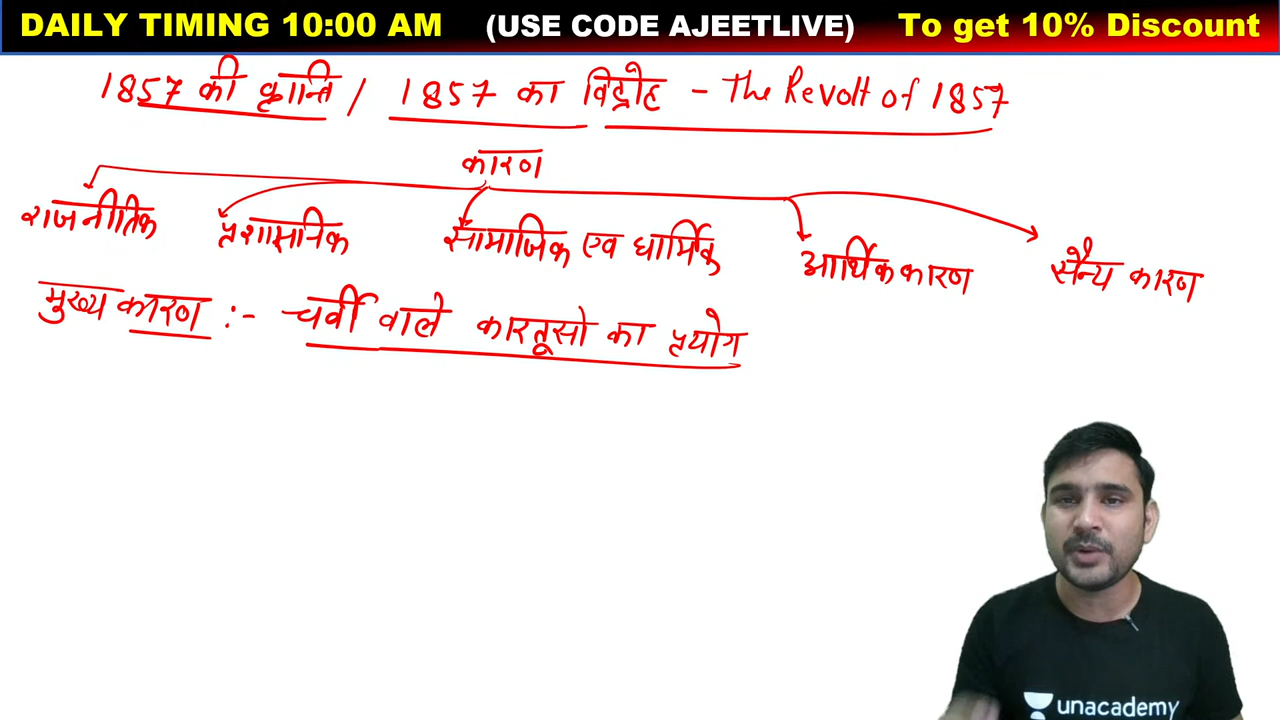 DAILY TIMING 10:00 AM (USE CODE AJEETLIVE) To get 10% Discount
1857 की क्रान्ति / 1857 का विद्रोह - The Revolt of 1857
कारण
राजनीतिक प्रशासनिक सामाजिक एव धार्मिक आर्थिक कारण सैन्य कारण
मुख्य कारण :- चर्वी वाले कारतूसो का प्रयोग
unacademy